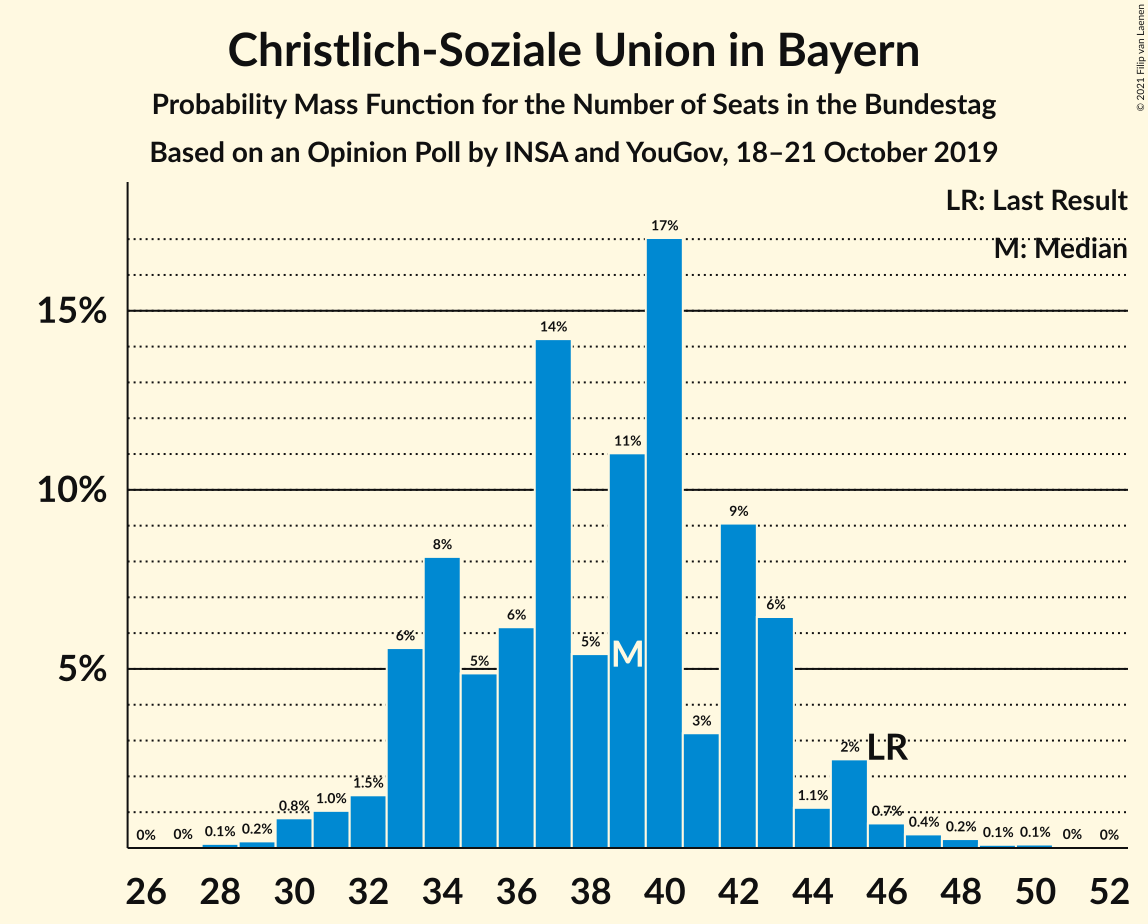 Christlich-Soziale Union in Bayern
Probability Mass Function for the Number of Seats in the Bundestag
Based on an Opinion Poll by INSA and YouGov, 18–21 October 2019
© 2021 Filip van Laenen
LR: Last Result
M: Median
15%
10%
5%
0% 0% 0.1% 0.2% 0.8% 1.0% 1.5% 6% 8% 5% 6% 14% 5% 11% 17% 3% 9% 6% 1.1% 2% 0.7% 0.4% 0.2% 0.1% 0.1% 0% 0%
M
LR
26 28 30 32 34 36 38 40 42 44 46 48 50 52